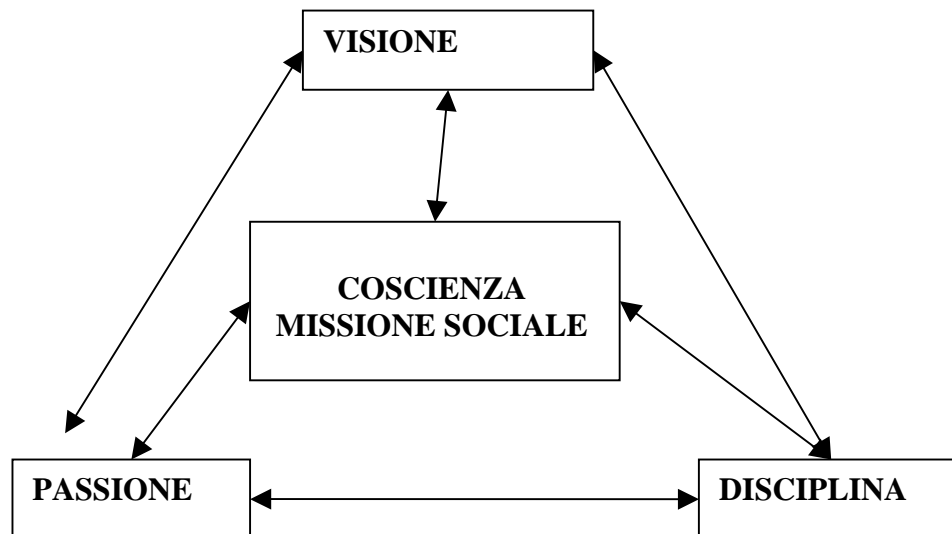 VISIONE
COSCIENZA
MISSIONE SOCIALE
PASSIONE
DISCIPLINA